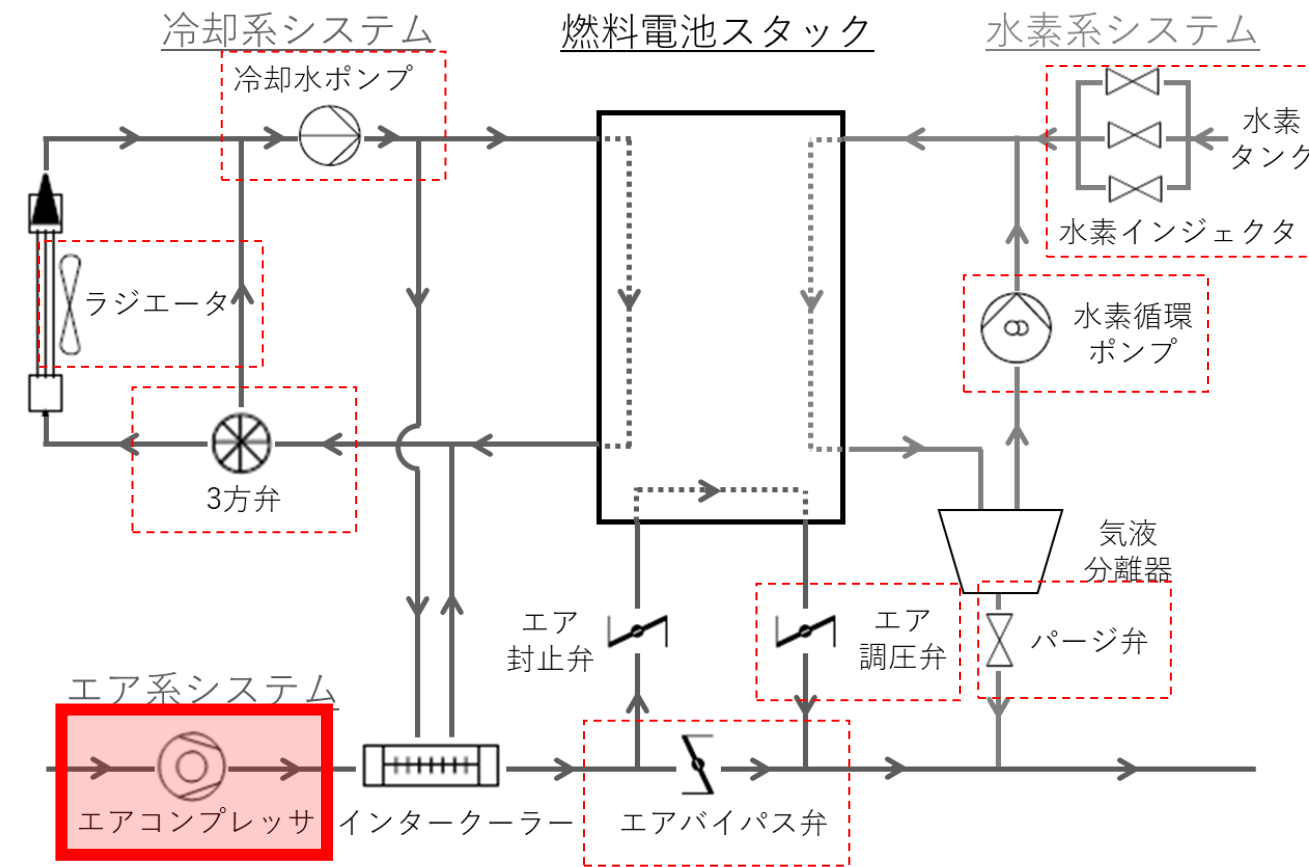 冷却系システム
燃料電池スタック
水素系システム
冷却水ポンプ
水素
タンク
水素インジェクタ
ラジエータ
水素循環
ポンプ
3方弁
気液
分離器
エア
封止弁
エア
調圧弁
パージ弁
エア系システム
エアコンプレッサ
インタークーラー
エアバイパス弁